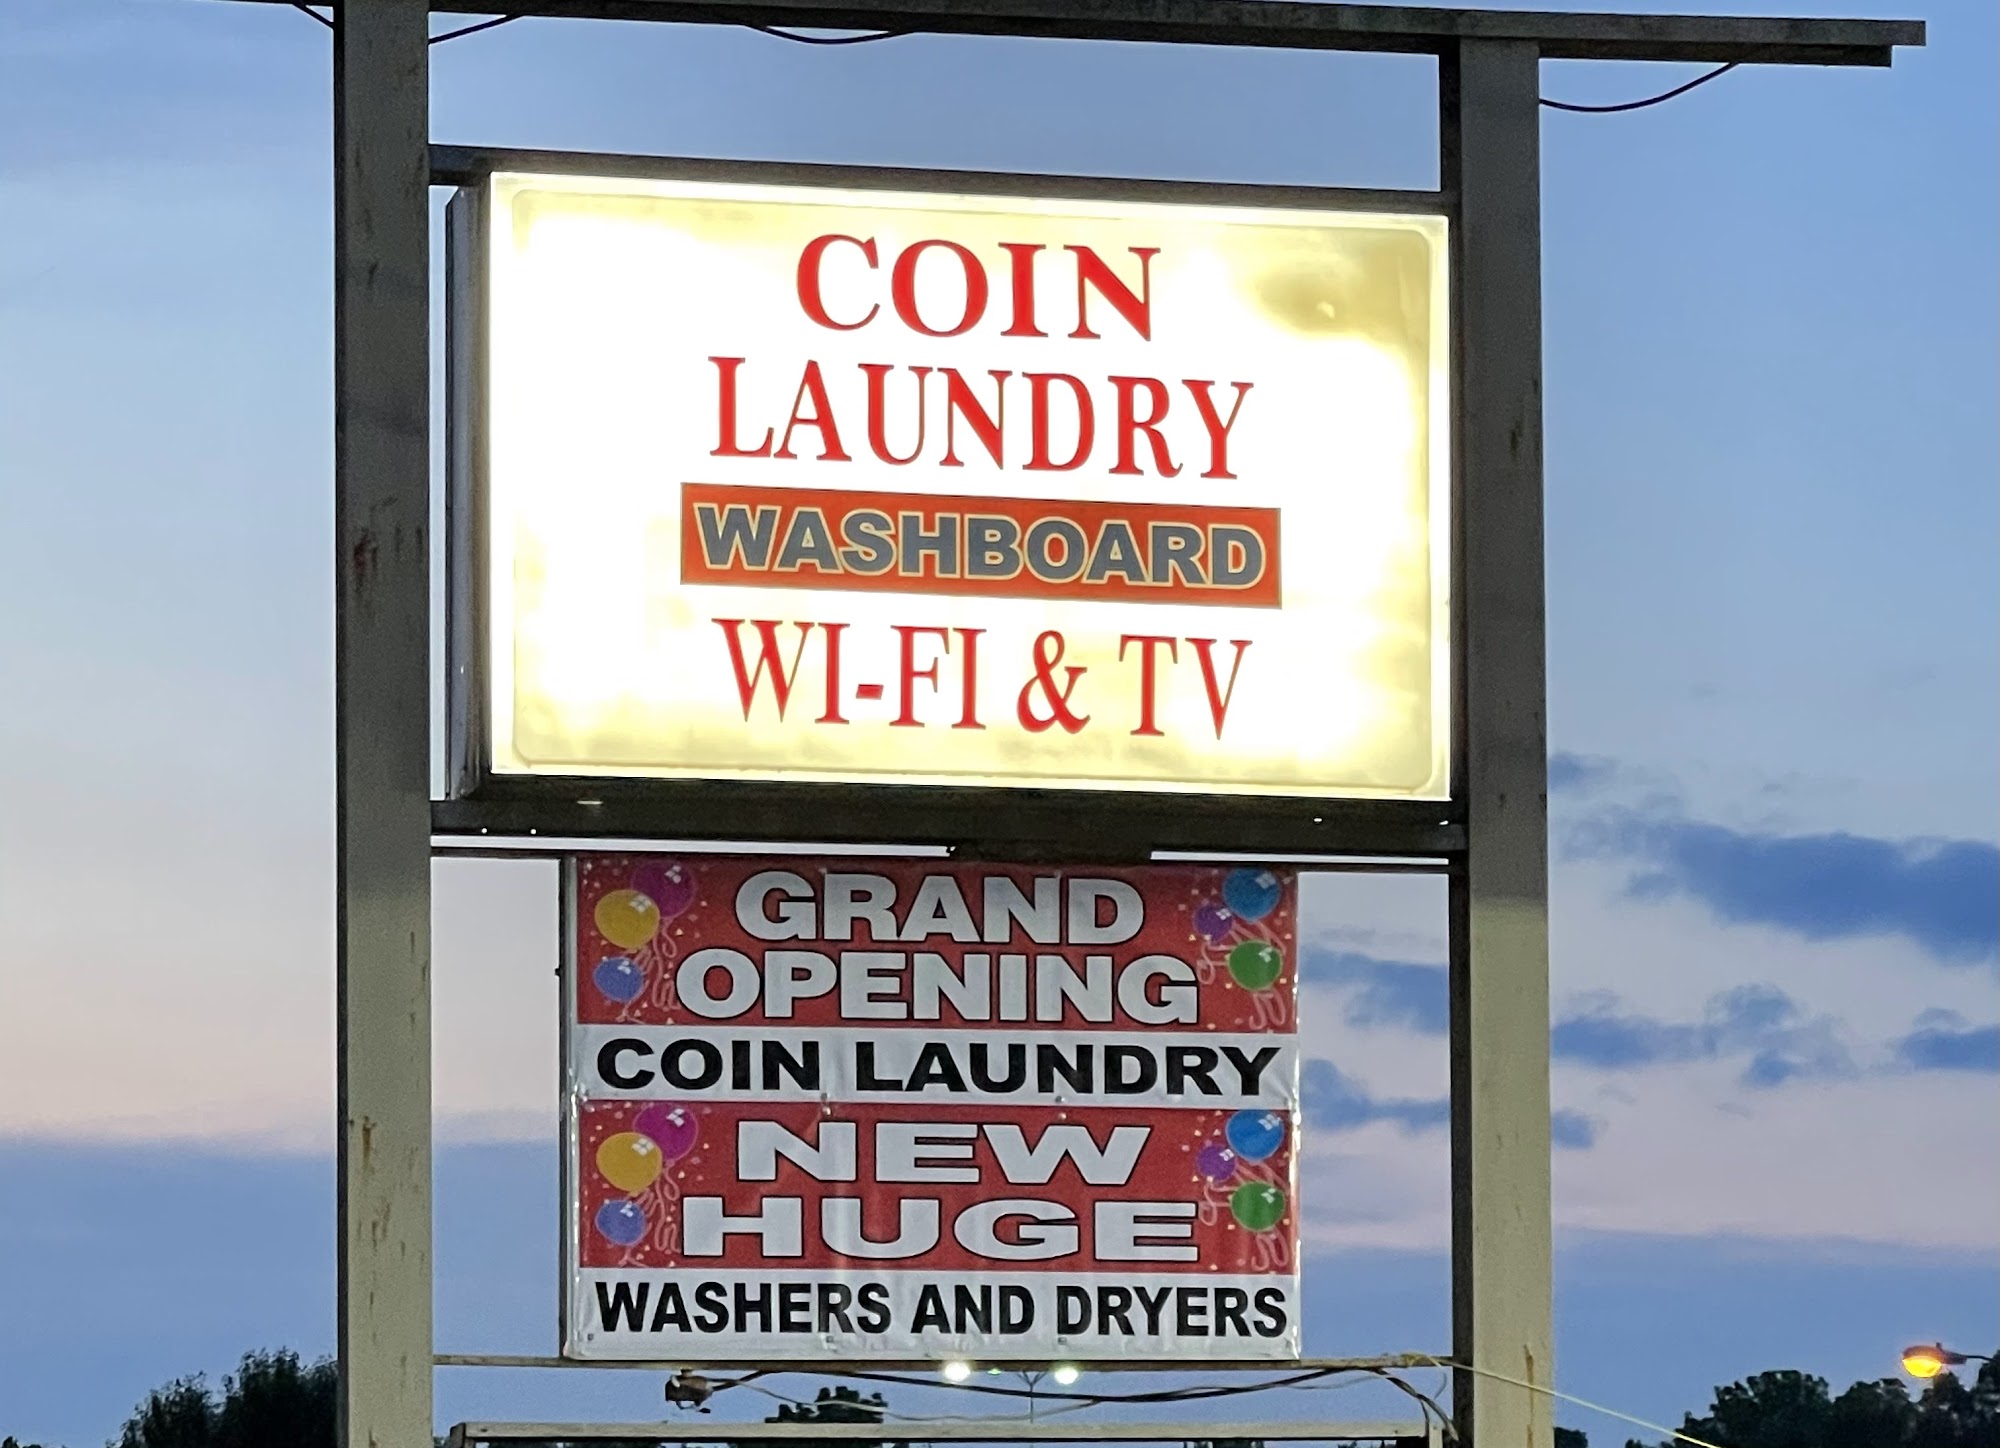 COIN
LAUNDRY
WASHBOARD
WI-FI & TV
GRAND
OPENING
COIN LAUNDRY
NEW
HUGE
WASHERS AND DRYERS